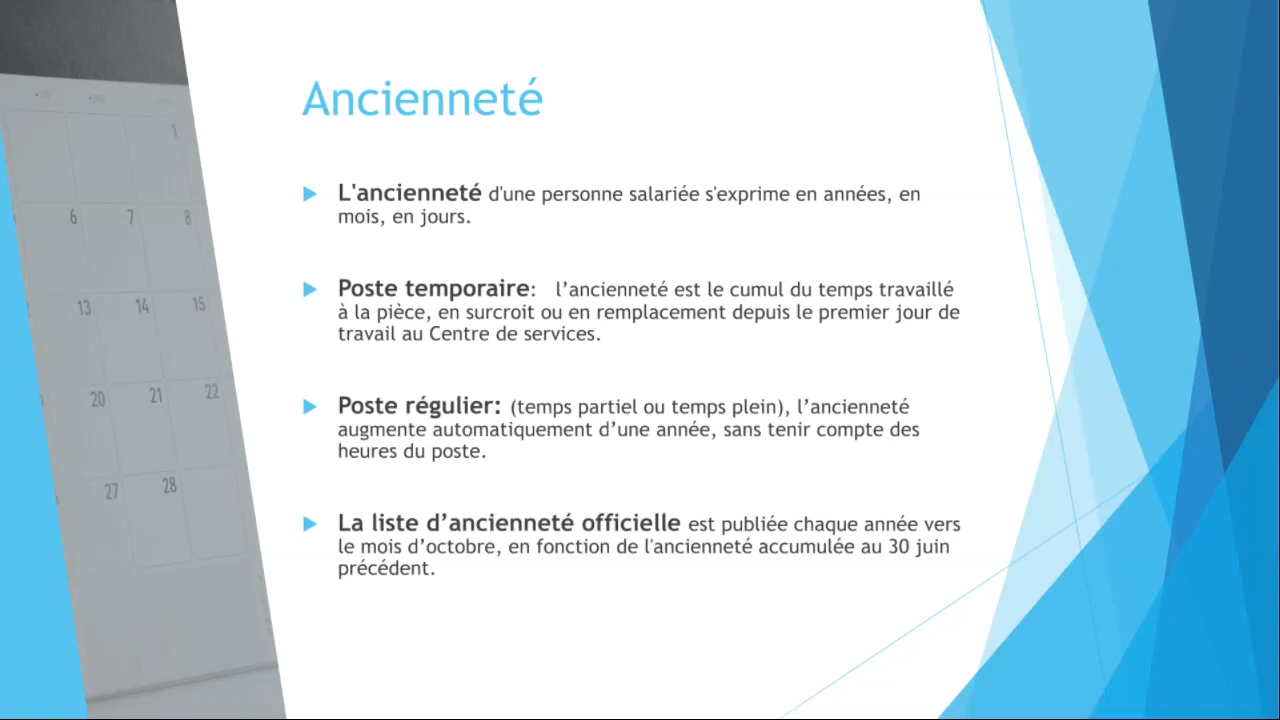 Ancienneté
L'ancienneté d'une personne salariée s'exprime en années, en
mois, en jours.
Poste temporaire: l’ancienneté est le cumul du temps travaillé
à la pièce, en surcroit ou en remplacement depuis le premier jour de
travail au Centre de services.
Poste régulier: (temps partiel ou temps plein), l’ancienneté
augmente automatiquement d’une année, sans tenir compte des
heures du poste.
La liste d’ancienneté officielle est publiée chaque année vers
le mois d’octobre, en fonction de l'ancienneté accumulée au 30 juin
précédent.
1
6 7 8
13 14 15
20 21 22
27 28